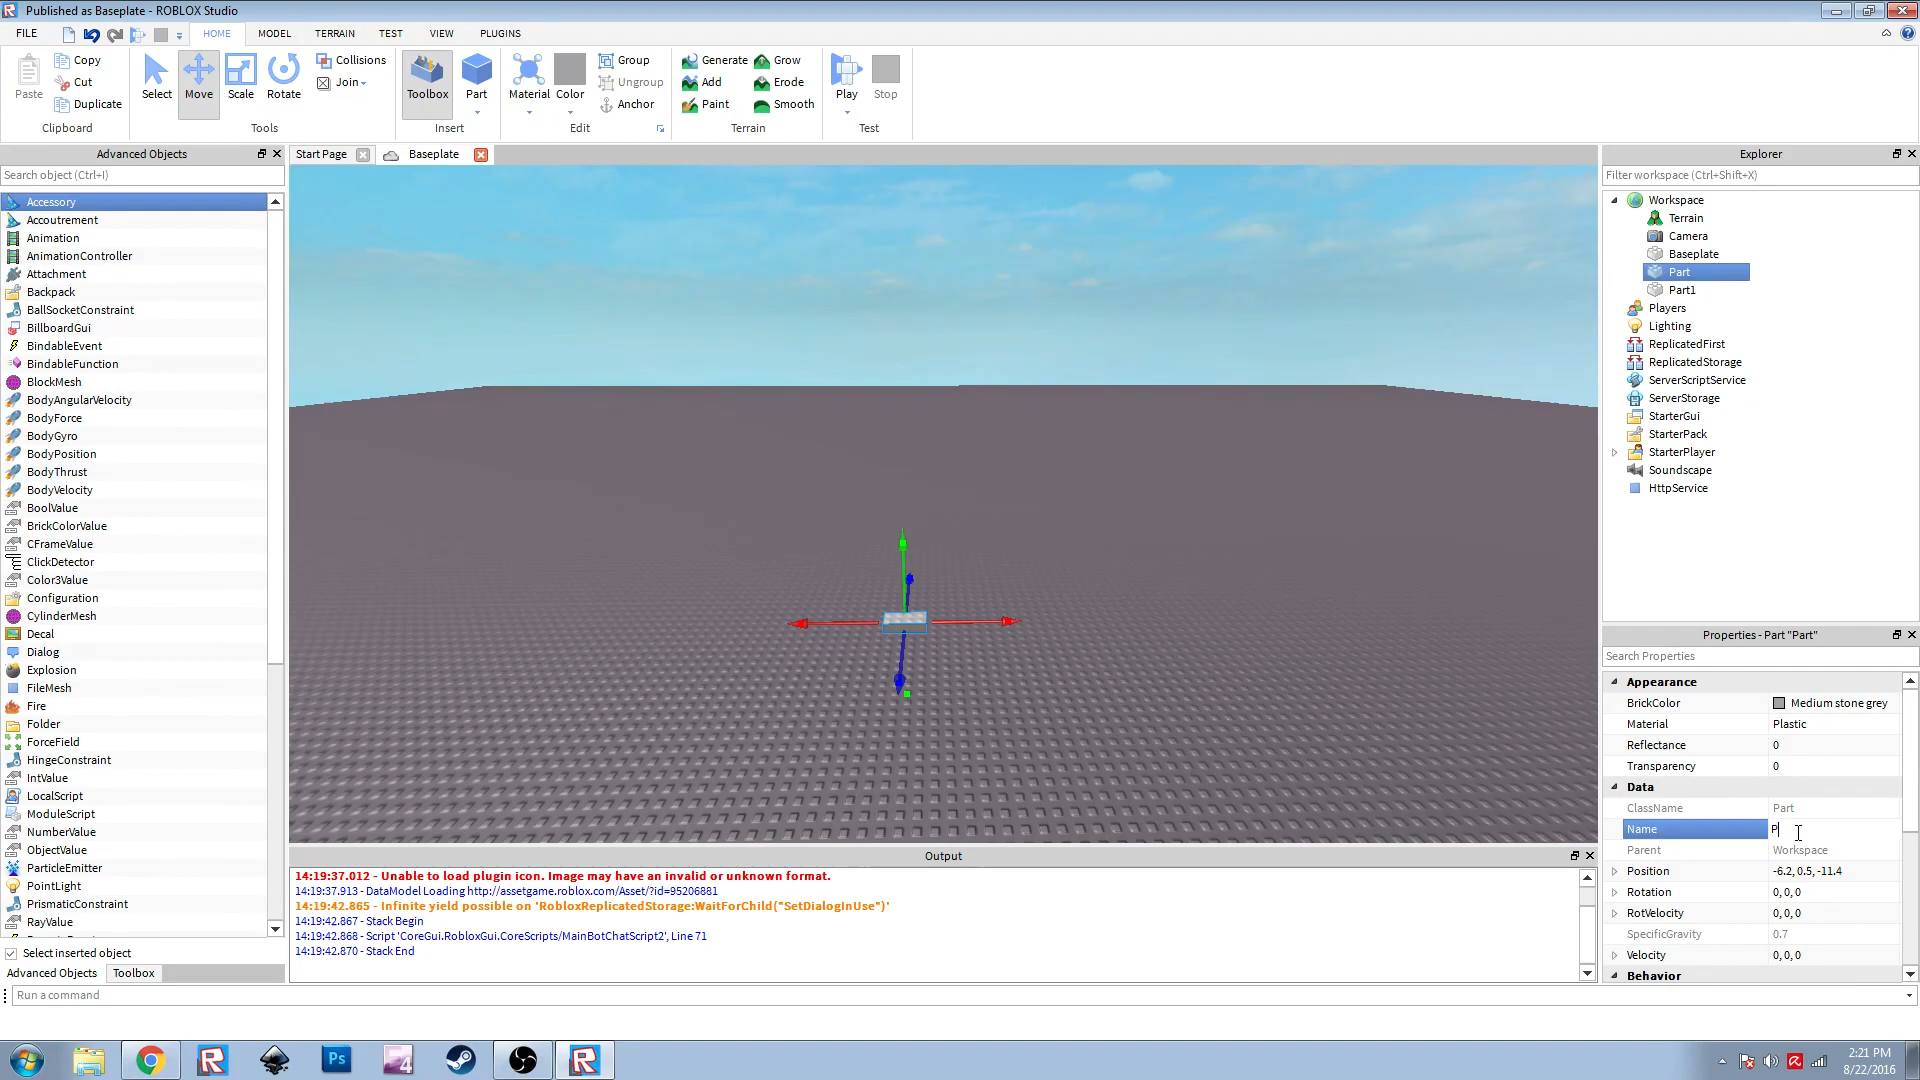 Published as Baseplate - ROBLOX Studio
FILE
HOME
MODEL
TERRAIN
TEST
VIEW
PLUGINS
Paste
Copy
Cut
Duplicate
Clipboard
Select
Move
Scale
Rotate
Collisions
Join
Tools
Toolbox
Part
Insert
Material
Color
Group
Ungroup
Anchor
Edit
Generate
Grow
Add
Erode
Paint
Smooth
Terrain
Play
Stop
Test
Advanced Objects
Search object (Ctrl+I)
Accessory
Accoutrement
Animation
AnimationController
Attachment
Backpack
BallSocketConstraint
BillboardGui
BindableEvent
BindableFunction
BlockMesh
BodyAngularVelocity
BodyForce
BodyGyro
BodyPosition
BodyThrust
BodyVelocity
BoolValue
BrickColorValue
CFrameValue
ClickDetector
Color3Value
Configuration
CylinderMesh
Decal
Dialog
Explosion
FileMesh
Fire
Folder
ForceField
HingeConstraint
IntValue
LocalScript
ModuleScript
NumberValue
ObjectValue
ParticleEmitter
PointLight
PrismaticConstraint
RayValue
Select inserted object
Advanced Objects
Toolbox
Start Page
Baseplate
Output
14:19:37.012 - Unable to load plugin icon. Image may have an invalid or unknown format.
14:19:37.913 - DataModel Loading http://assetgame.roblox.com/Asset/?id=95206881
14:19:42.865 - Infinite yield possible on 'RobloxReplicatedStorage:WaitForChild("SetDialogInUse")'
14:19:42.867 - Stack Begin
14:19:42.868 - Script 'CoreGui.RobloxGui.CoreScripts/MainBotChatScript2', Line 71
14:19:42.870 - Stack End
Explorer
Filter workspace (Ctrl+Shift+X)
Workspace
Terrain
Camera
Baseplate
Part
Part1
Players
Lighting
ReplicatedFirst
ReplicatedStorage
ServerScriptService
ServerStorage
StarterGui
StarterPack
StarterPlayer
Soundscape
HttpService
Properties - Part "Part"
Search Properties
Appearance
BrickColor Medium stone grey
Material Plastic
Reflectance 0
Transparency 0
Data
ClassName Part
Name P
Parent Workspace
Position -6.2, 0.5, -11.4
Rotation 0, 0, 0
RotVelocity 0, 0, 0
SpecificGravity 0.7
Velocity 0, 0, 0
Behavior
Run a command
Ps
4
2:21 PM
8/22/2016